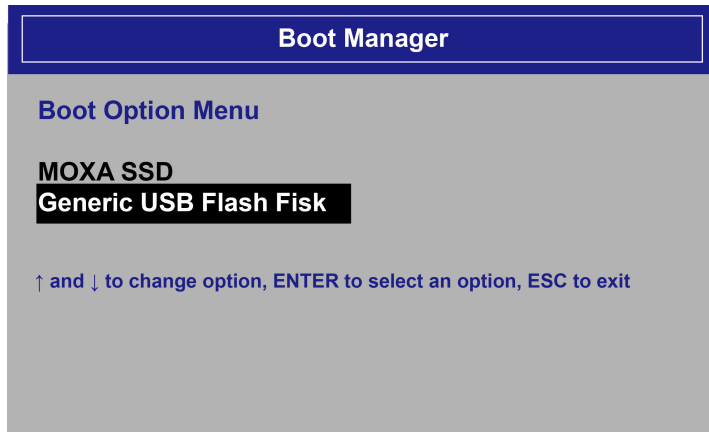 Boot Manager
Boot Option Menu
MOXA SSD
Generic USB Flash Fisk
↑ and ↓ to change option, ENTER to select an option, ESC to exit